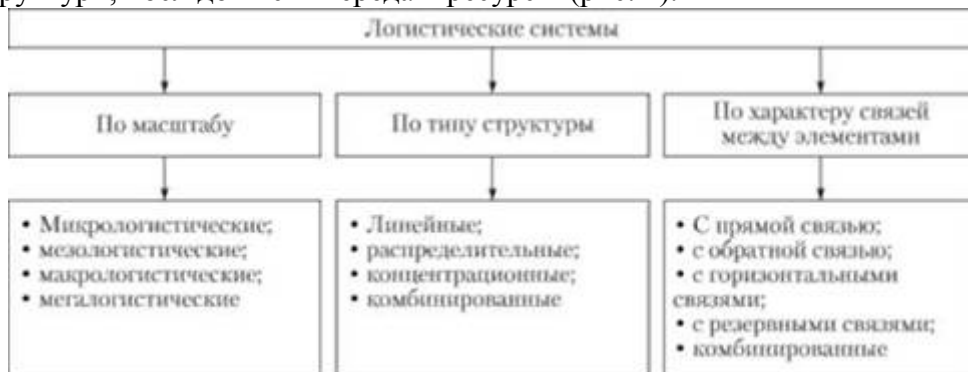 Логистические системы
По масштабу
По типу структуры
По характеру связей
между элементами
• Микрологистические;
• мезологистические;
• макрологистические;
• мегалогистические
• Линейные;
• распределительные;
• концентрационные;
• комбинированные
• С прямой связью;
• с обратной связью;
• с горизонтальными
связями;
• с резервными связями;
• комбинированные